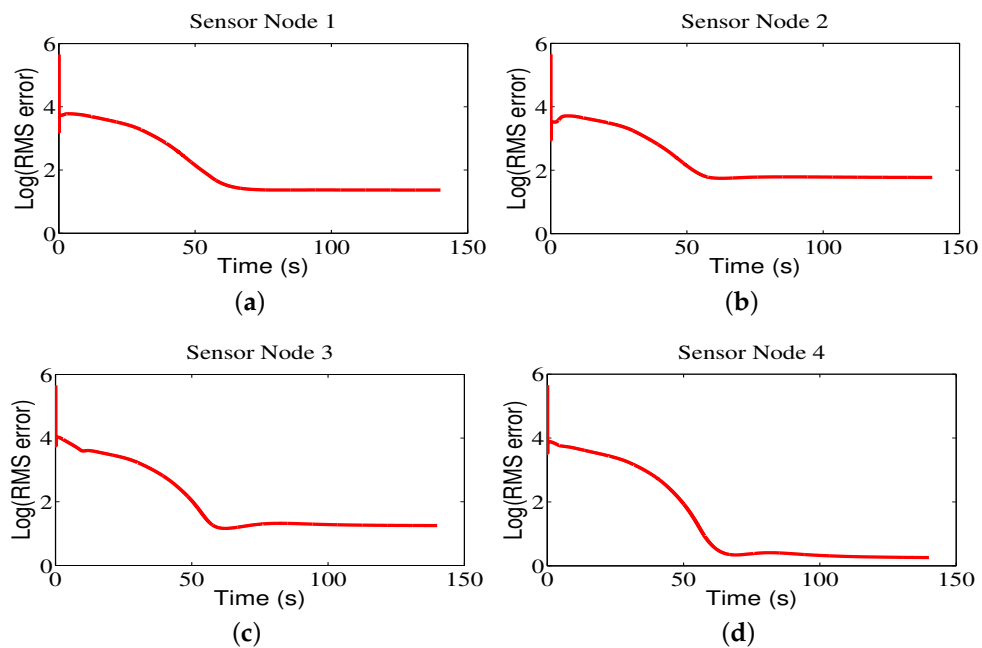 Sensor Node 1
6
4
2
0
Log(RMS error)
0 50 100 150
Time (s)
(a)
Sensor Node 2
6
4
2
0
Log(RMS error)
0 50 100 150
Time (s)
(b)
Sensor Node 3
6
4
2
0
Log(RMS error)
0 50 100 150
Time (s)
(c)
Sensor Node 4
6
4
2
0
Log(RMS error)
0 50 100 150
Time (s)
(d)